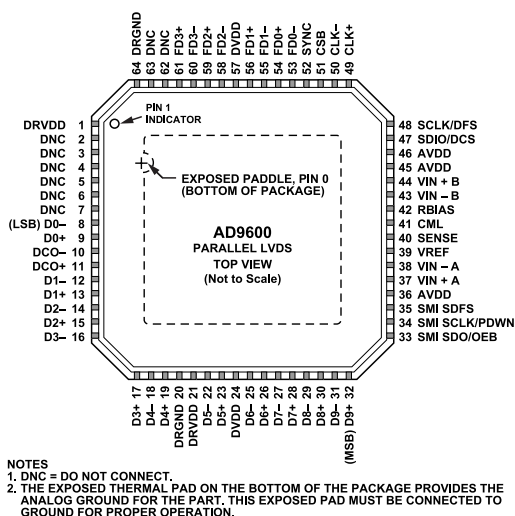 64 DRGND
63 DNC
62 DNC
61 FD3+
60 FD3–
59 FD2+
58 FD2–
57 DVDD
56 FD1+
55 FD1–
54 FD0+
53 FD0–
52 SYNC
51 CSB
50 CLK–
49 CLK+
PIN 1
INDICATOR
DRVDD 1
DNC 2
DNC 3
DNC 4
DNC 5
DNC 6
DNC 7
(LSB) D0– 8
D0+ 9
DCO– 10
DCO+ 11
D1– 12
D1+ 13
D2– 14
D2+ 15
D3– 16
EXPOSED PADDLE, PIN 0
(BOTTOM OF PACKAGE)
AD9600
PARALLEL LVDS
TOP VIEW
(Not to Scale)
48 SCLK/DFS
47 SDIO/DCS
46 AVDD
45 AVDD
44 VIN + B
43 VIN – B
42 RBIAS
41 CML
40 SENSE
39 VREF
38 VIN – A
37 VIN + A
36 AVDD
35 SMI SDFS
34 SMI SCLK/PDWN
33 SMI SDO/OEB
D3+ 17
D4– 18
D4+ 19
DRGND 20
DRVDD 21
D5– 22
D5+ 23
DVDD 24
D6– 25
D6+ 26
D7– 27
D7+ 28
D8– 29
D8+ 30
D9– 31
(MSB) D9+ 32
NOTES
1. DNC = DO NOT CONNECT.
2. THE EXPOSED THERMAL PAD ON THE BOTTOM OF THE PACKAGE PROVIDES THE
ANALOG GROUND FOR THE PART. THIS EXPOSED PAD MUST BE CONNECTED TO
GROUND FOR PROPER OPERATION.